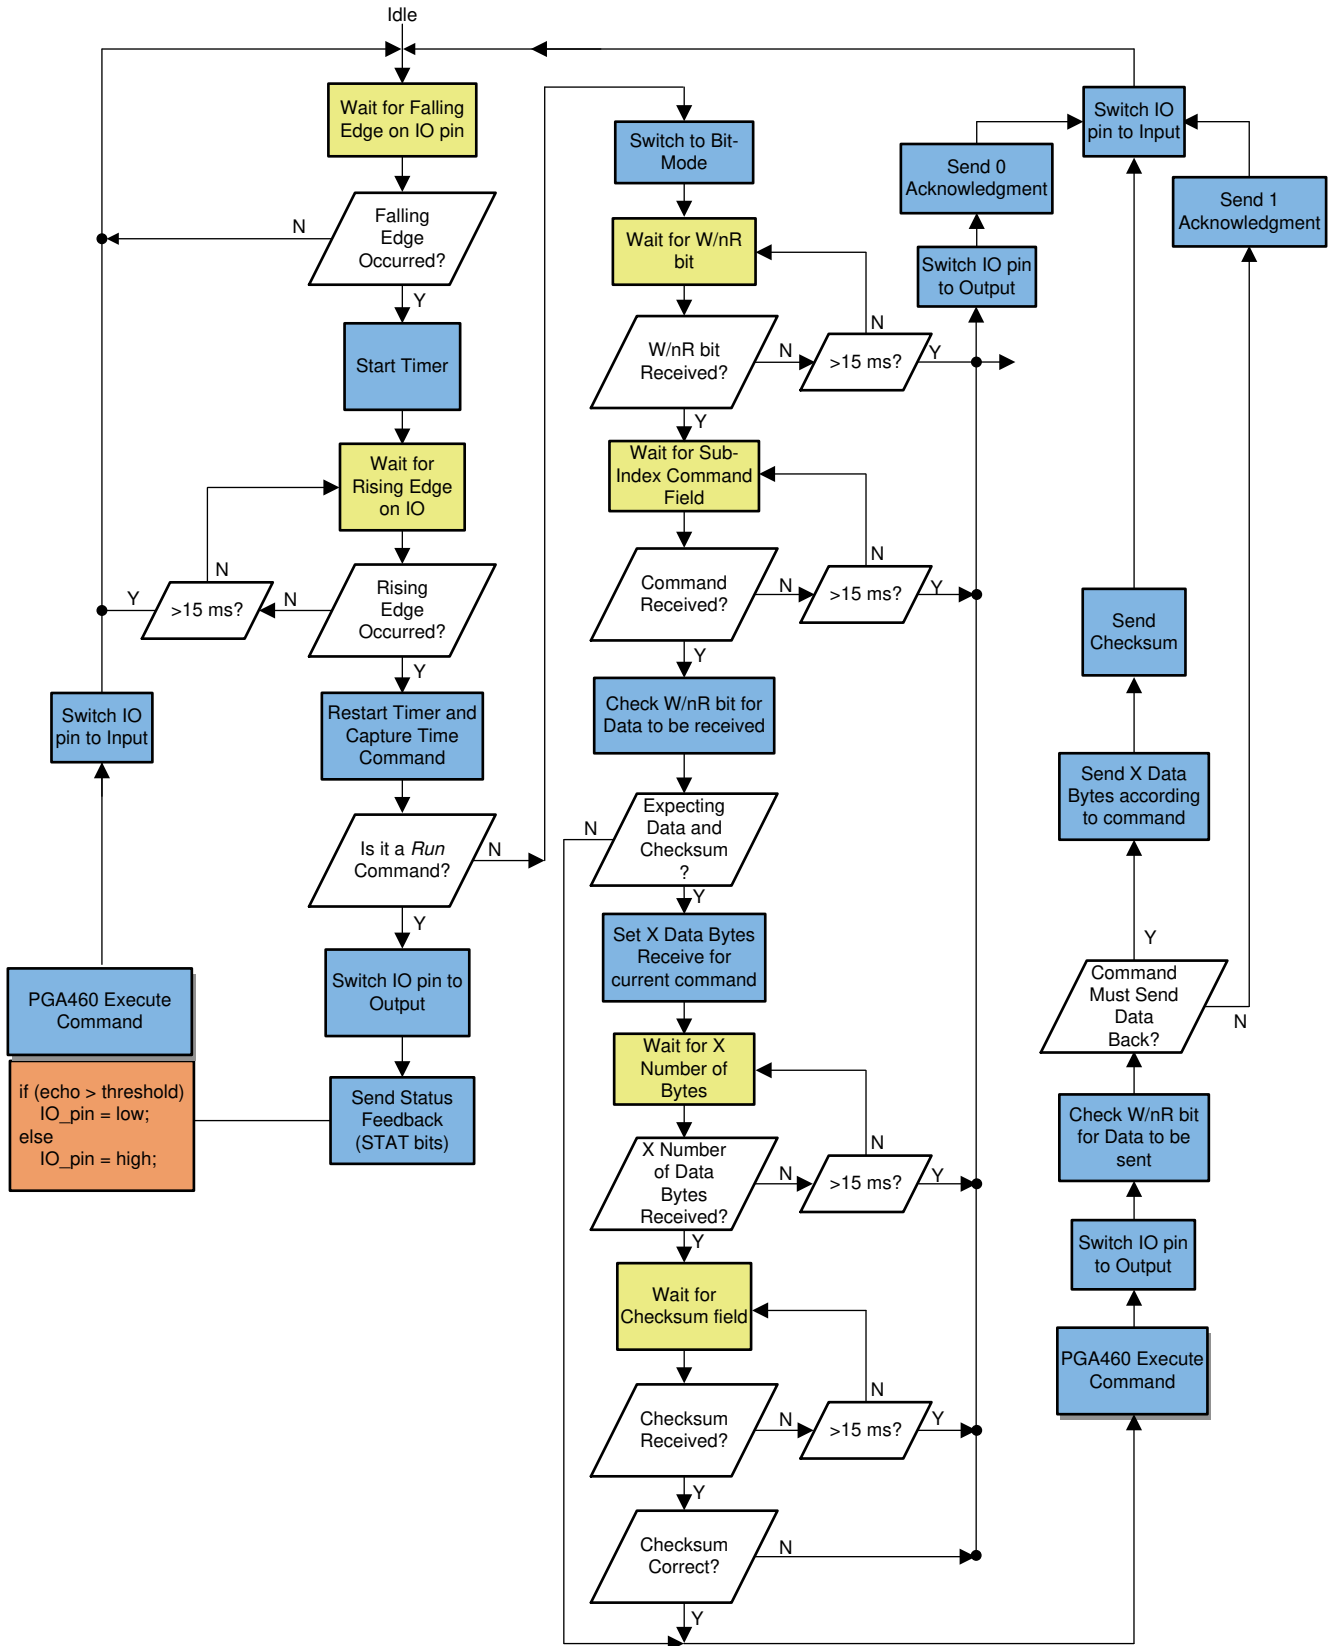 Idle
Wait for Falling
Edge on IO pin
Falling
Edge
Occurred?
N
Y
Start Timer
Wait for
Rising Edge
on IO
Rising
Edge
Occurred?
N
>15 ms?
N
Y
Y
Restart Timer and
Capture Time
Command
Is it a Run
Command?
N
Y
Switch IO pin to
Output
Send Status
Feedback
(STAT bits)
Switch IO
pin to Input
PGA460 Execute
Command
if (echo > threshold)
IO_pin = low;
else
IO_pin = high;
Switch to Bit-
Mode
Wait for W/nR
bit
W/nR bit
Received?
N
>15 ms?
N
Y
Y
Wait for Sub-
Index Command
Field
Command
Received?
N
>15 ms?
N
Y
Y
Check W/nR bit for
Data to be received
Expecting
Data and
Checksum
?
N
Y
Set X Data Bytes
Receive for
current command
Wait for X
Number of
Bytes
X Number
of Data
Bytes
Received?
N
>15 ms?
N
Y
Y
Wait for
Checksum field
Checksum
Received?
N
>15 ms?
N
Y
Y
Checksum
Correct?
N
Y
Send 0
Acknowledgment
Switch IO pin
to Output
Switch IO
pin to Input
Send 1
Acknowledgment
Send
Checksum
Send X Data
Bytes according
to command
Y
Command
Must Send
Data
Back?
N
Check W/nR bit
for Data to be
sent
Switch IO pin
to Output
PGA460 Execute
Command